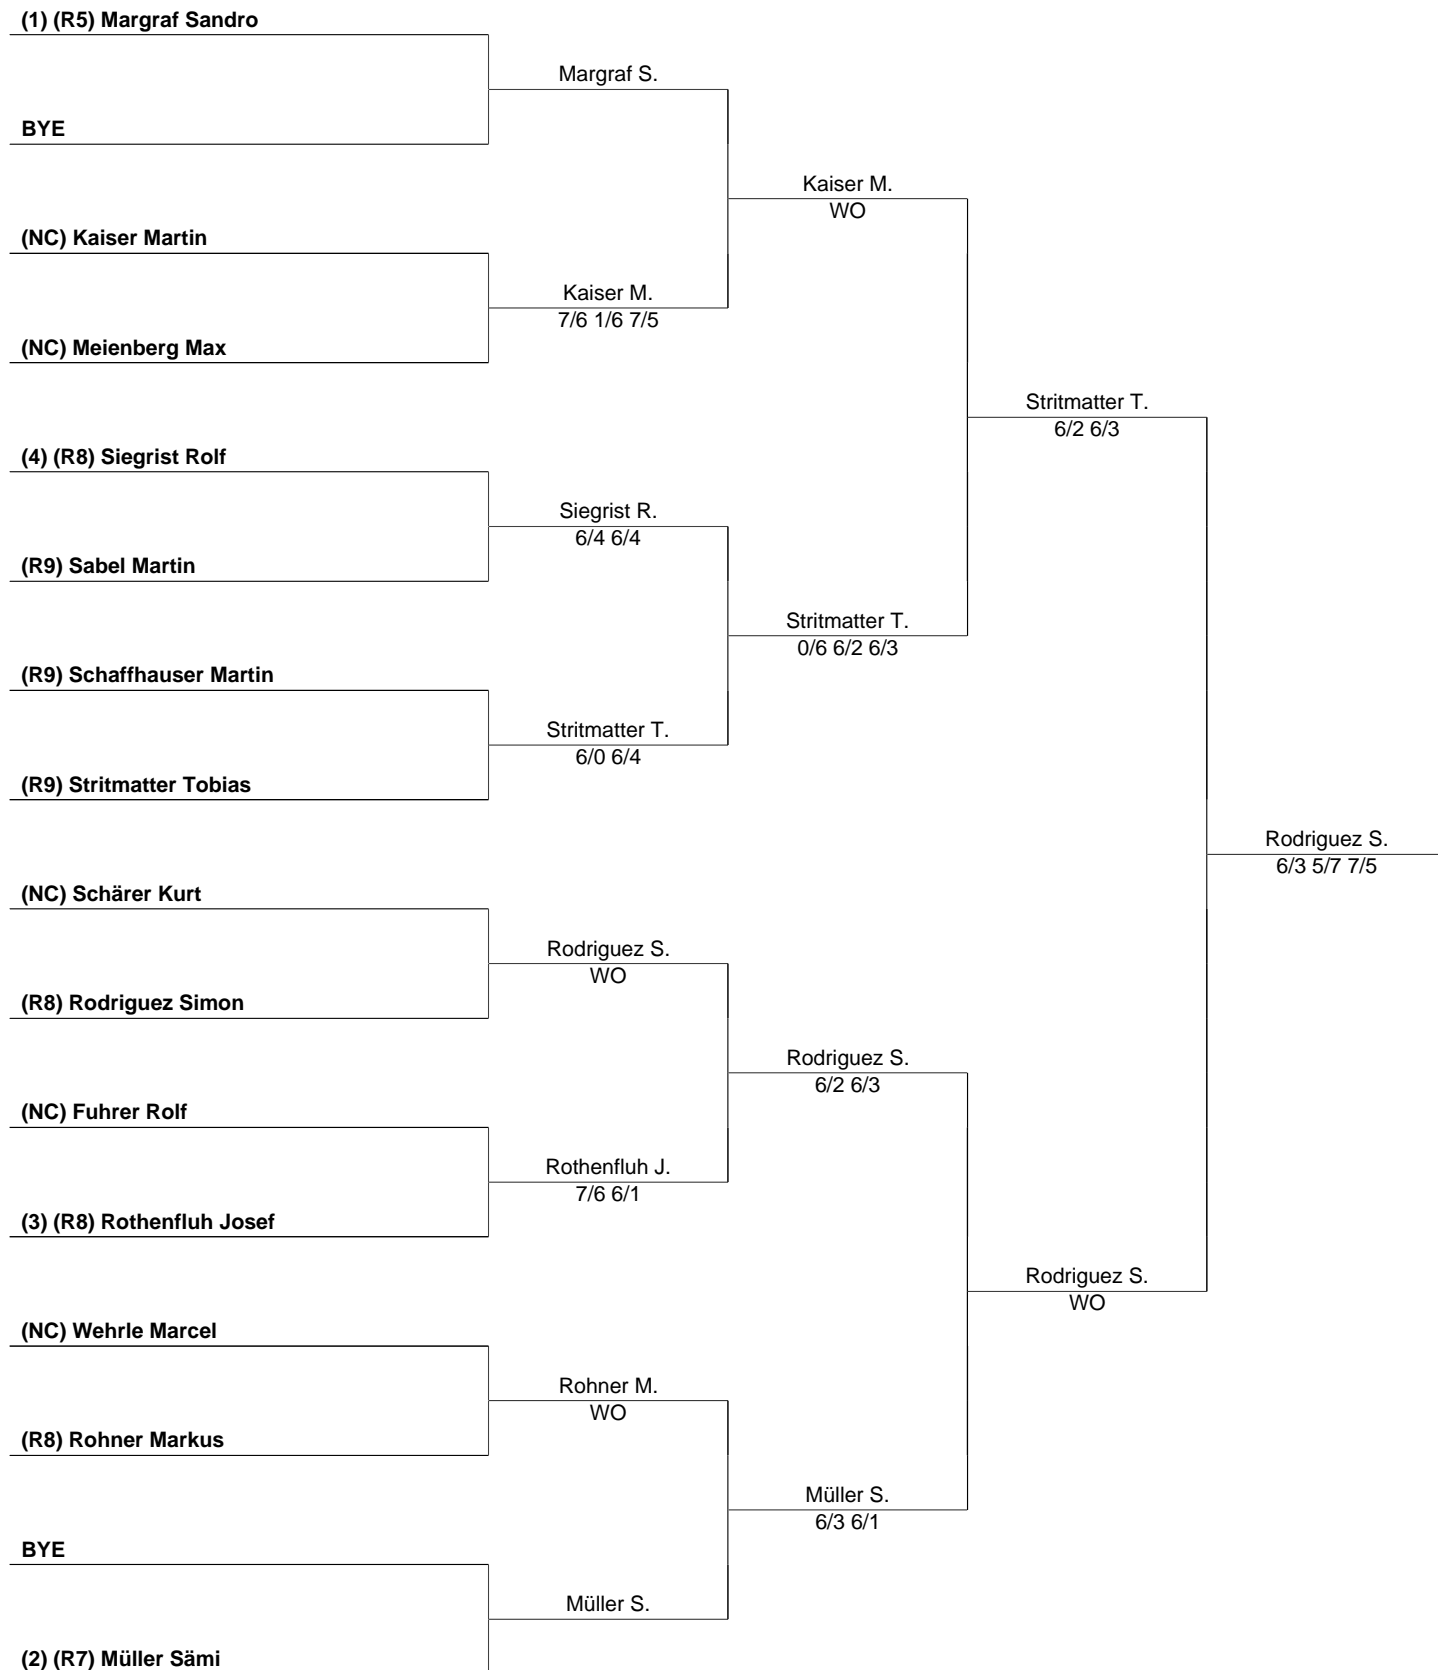 (1) (R5) Margraf Sandro
Margraf S.
BYE
Kaiser M.
WO
(NC) Kaiser Martin
Kaiser M.
7/6 1/6 7/5
(NC) Meienberg Max
Stritmatter T.
6/2 6/3
(4) (R8) Siegrist Rolf
Siegrist R.
6/4 6/4
(R9) Sabel Martin
Stritmatter T.
0/6 6/2 6/3
(R9) Schaffhauser Martin
Stritmatter T.
6/0 6/4
(R9) Stritmatter Tobias
Rodriguez S.
6/3 5/7 7/5
(NC) Schärer Kurt
Rodriguez S.
WO
(R8) Rodriguez Simon
Rodriguez S.
6/2 6/3
(NC) Fuhrer Rolf
Rothenfluh J.
7/6 6/1
(3) (R8) Rothenfluh Josef
Rodriguez S.
WO
(NC) Wehrle Marcel
Rohner M.
WO
(R8) Rohner Markus
Müller S.
6/3 6/1
BYE
Müller S.
(2) (R7) Müller Sämi